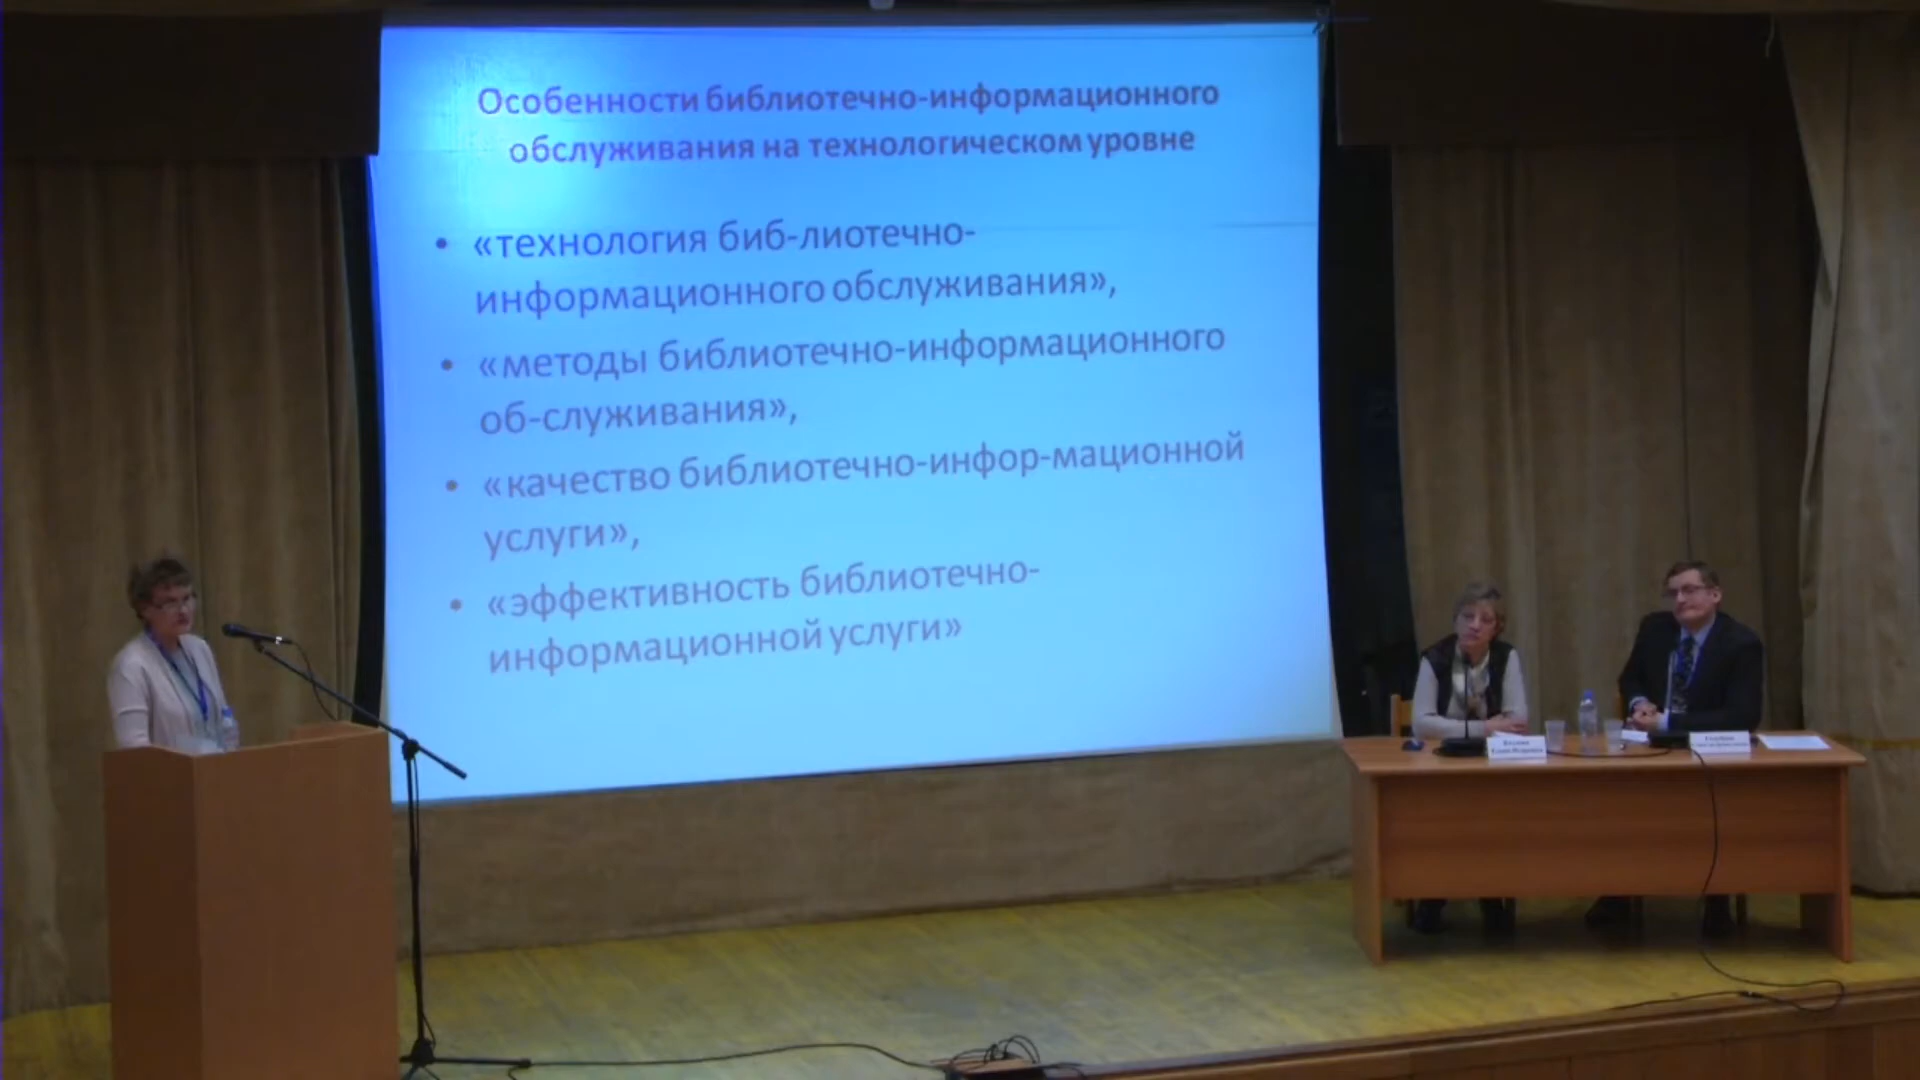 Особенности библиотечно-информационного
обслуживания на технологическом уровне
• «технология биб-лиотечно-
информационного обслуживания»,
• «методы библиотечно-информационного
об-служивания»,
• «качество библиотечно-инфор-мационной
услуги»,
• «эффективность библиотечно-
информационной услуги»